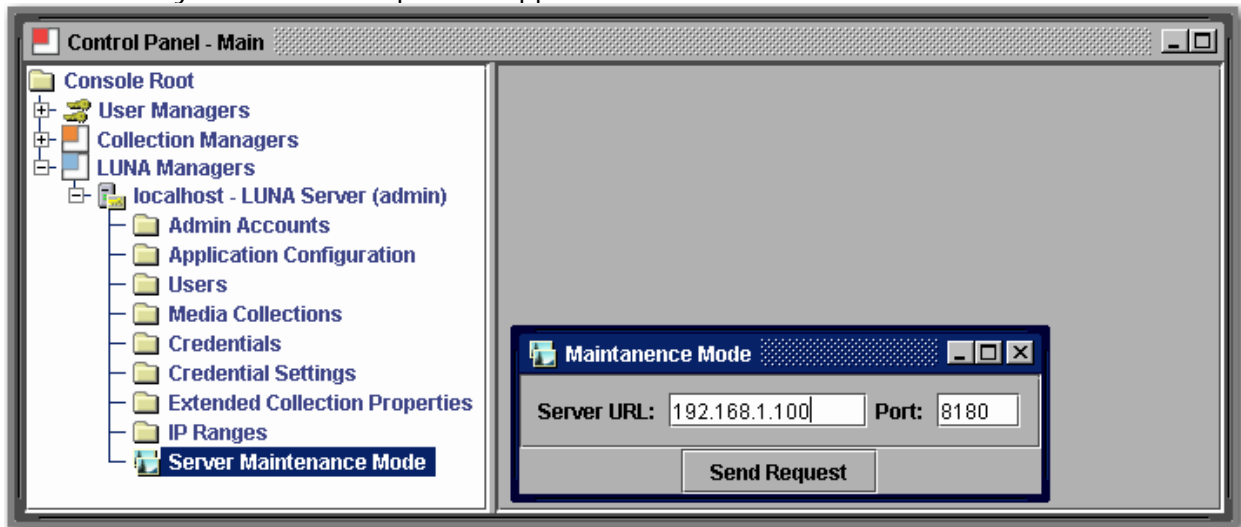 Control Panel - Main
Console Root
User Managers
Collection Managers
LUNA Managers
localhost - LUNA Server (admin)
Admin Accounts
Application Configuration
Users
Media Collections
Credentials
Credential Settings
Extended Collection Properties
IP Ranges
Server Maintenance Mode
Maintanence Mode
Server URL: 192.168.1.100 Port: 8180
Send Request